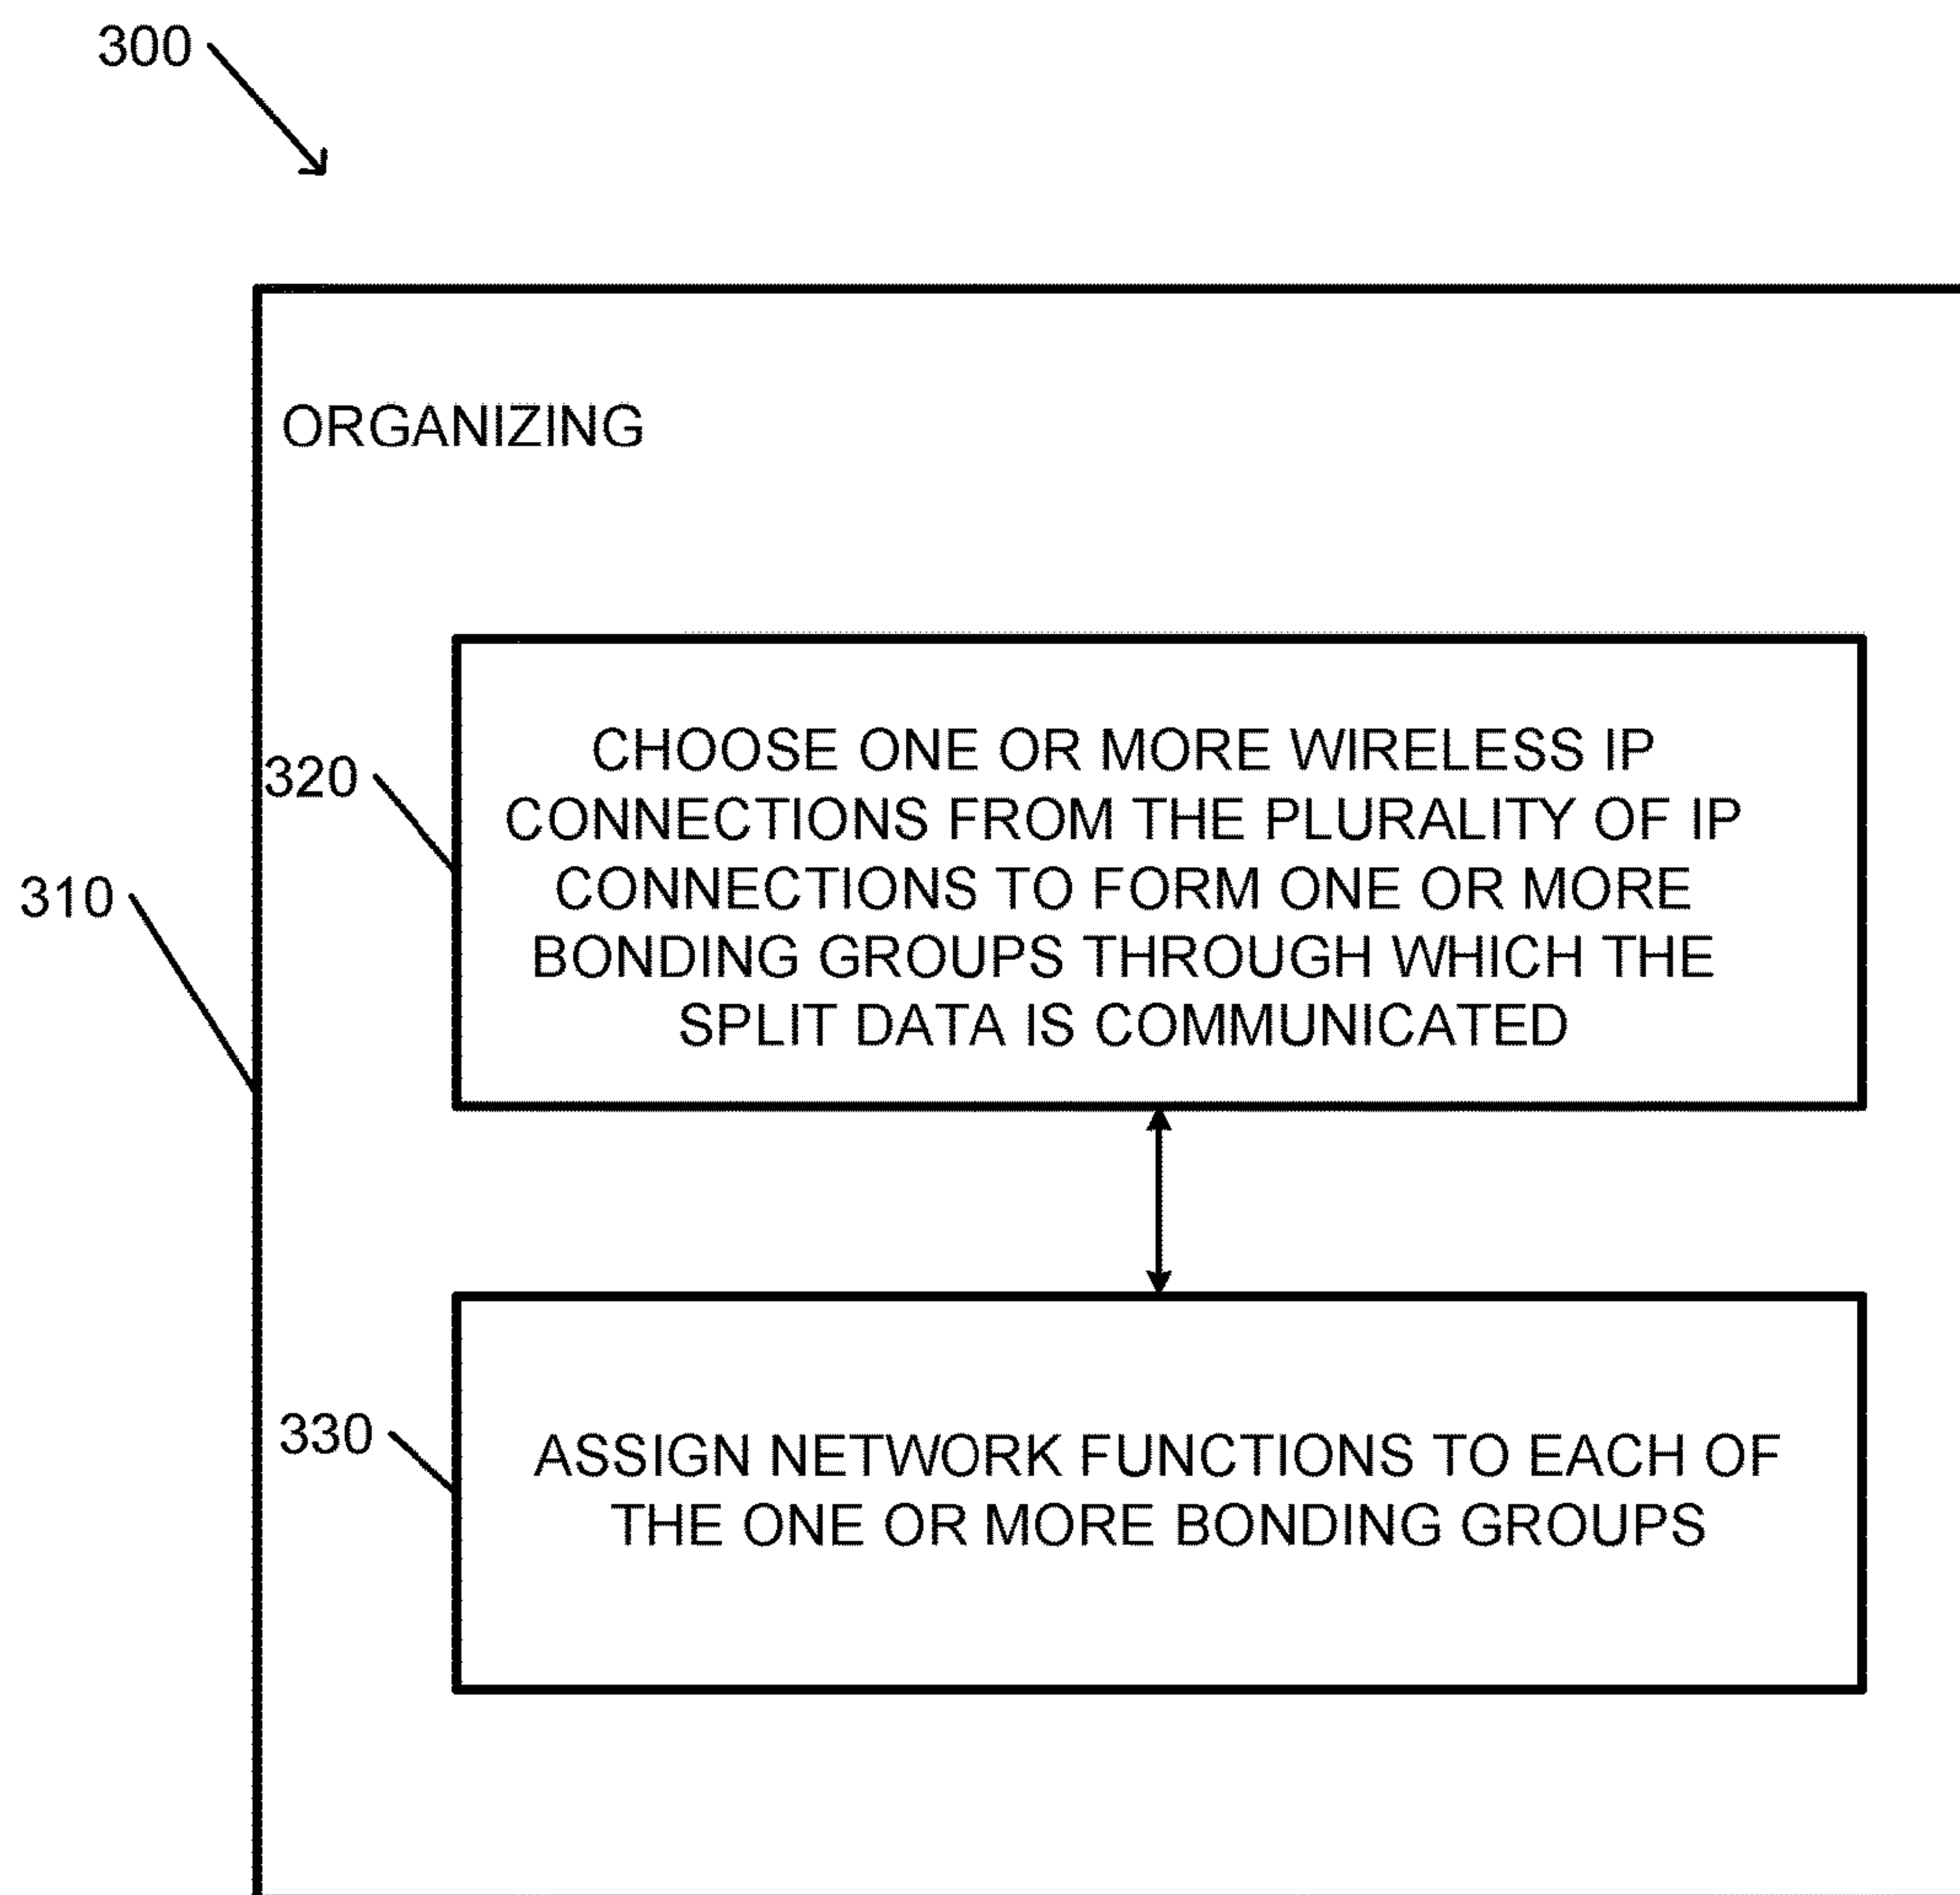 300
ORGANIZING
320
CHOOSE ONE OR MORE WIRELESS IP
CONNECTIONS FROM THE PLURALITY OF IP
CONNECTIONS TO FORM ONE OR MORE
BONDING GROUPS THROUGH WHICH THE
SPLIT DATA IS COMMUNICATED
310
330
ASSIGN NETWORK FUNCTIONS TO EACH OF
THE ONE OR MORE BONDING GROUPS